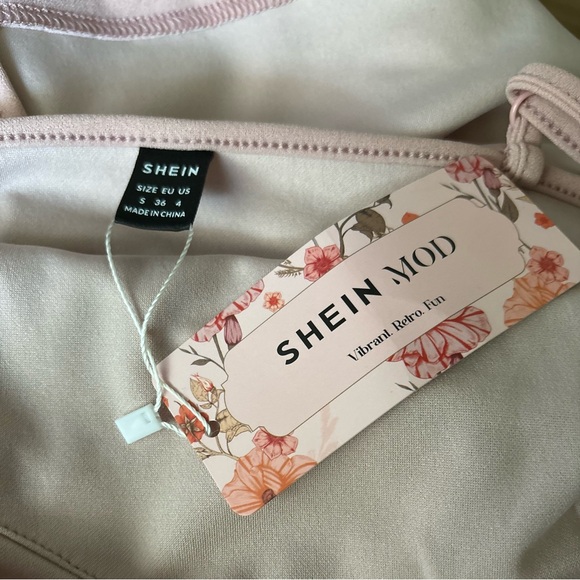 SHEIN
SIZE EU US
S 36 4
MADE IN CHINA
SHEIN MOD
Vibrant. Retro. Fun